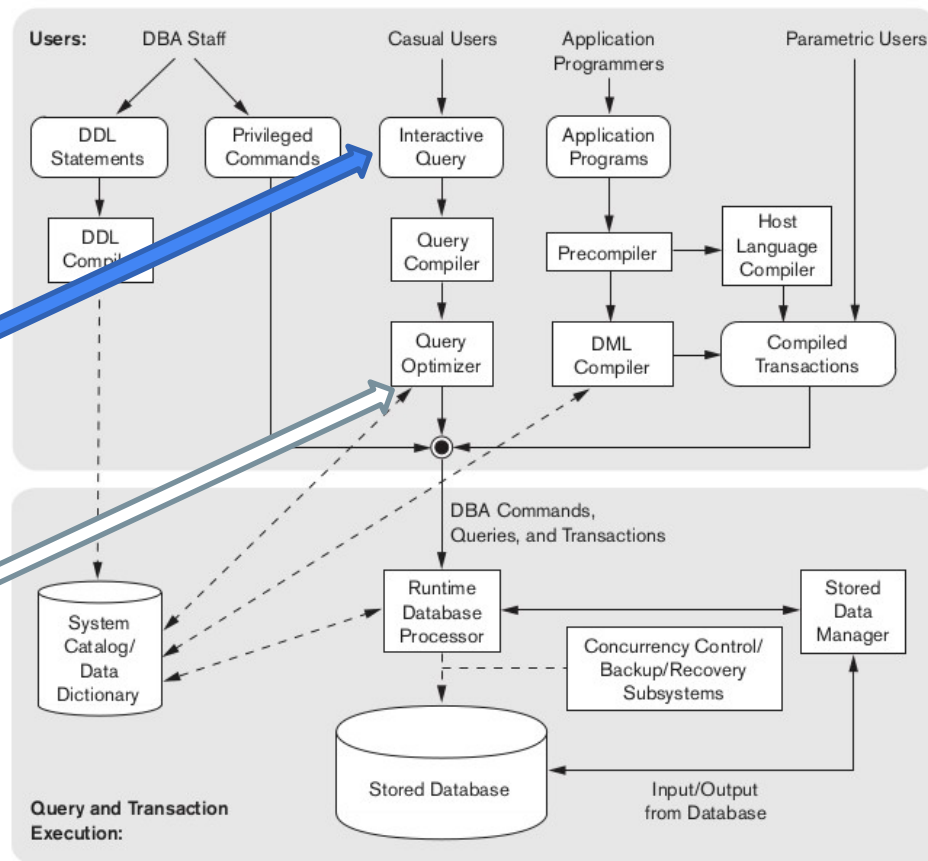 Users:
DBA Staff
Casual Users
Application
Programmers
Parametric Users
DDL
Statements
Privileged
Commands
Interactive
Query
Application
Programs
DDL
Query
Compiler
Precompiler
Host
Language
Compiler
Query
Optimizer
DML
Compiler
Compiled
Transactions
DBA Commands,
Queries, and Transactions
System
Catalog/
Data
Dictionary
Runtime
Database
Processor
Stored
Data
Manager
Concurrency Control/
Backup/Recovery
Subsystems
Stored Database
Input/Output
from Database
Query and Transaction
Execution: